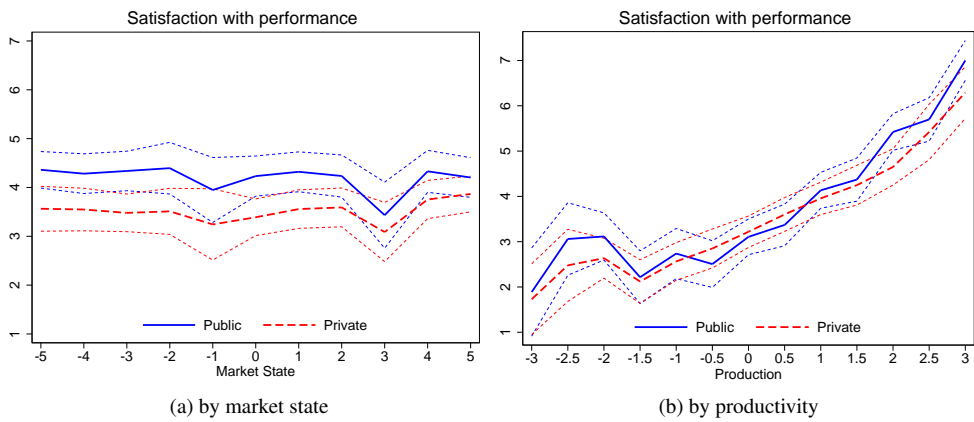 Satisfaction with performance
7
6
5
4
3
2
1
Public
Private
-5 -4 -3 -2 -1 0 1 2 3 4 5
Market State
(a) by market state
Satisfaction with performance
7
6
5
4
3
2
1
Public
Private
-3 -2.5 -2 -1.5 -1 -0.5 0 0.5 1 1.5 2 2.5 3
Production
(b) by productivity